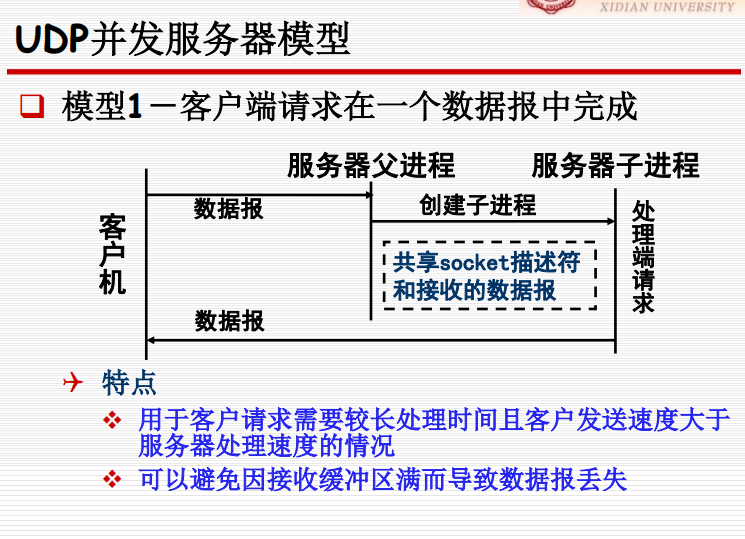 XIDIAN UNIVERSITY
UDP并发服务器模型
模型1－客户端请求在一个数据报中完成
服务器父进程
服务器子进程
数据报
创建子进程
客户机
处理端请求
共享socket描述符
和接收的数据报
数据报
特点
用于客户请求需要较长处理时间且客户发送速度大于
服务器处理速度的情况
可以避免因接收缓冲区满而导致数据报丢失